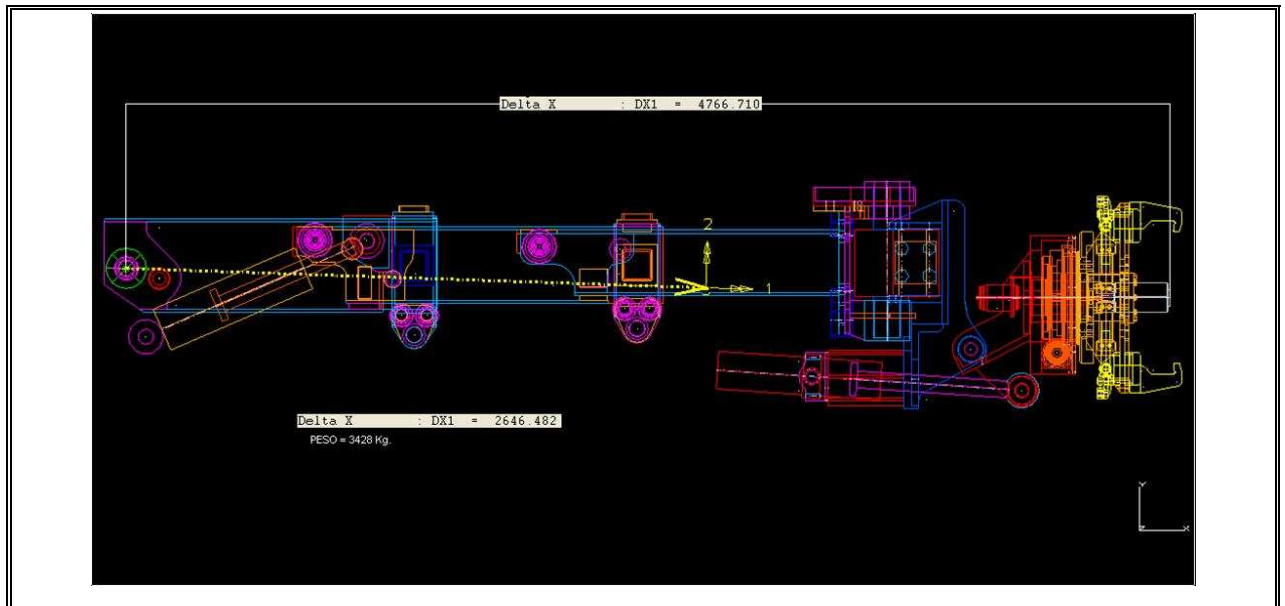 Delta X : DX1 = 4766.710
2
1
Delta X : DX1 = 2646.482
PESO = 3428 Kg.
Y
Z X